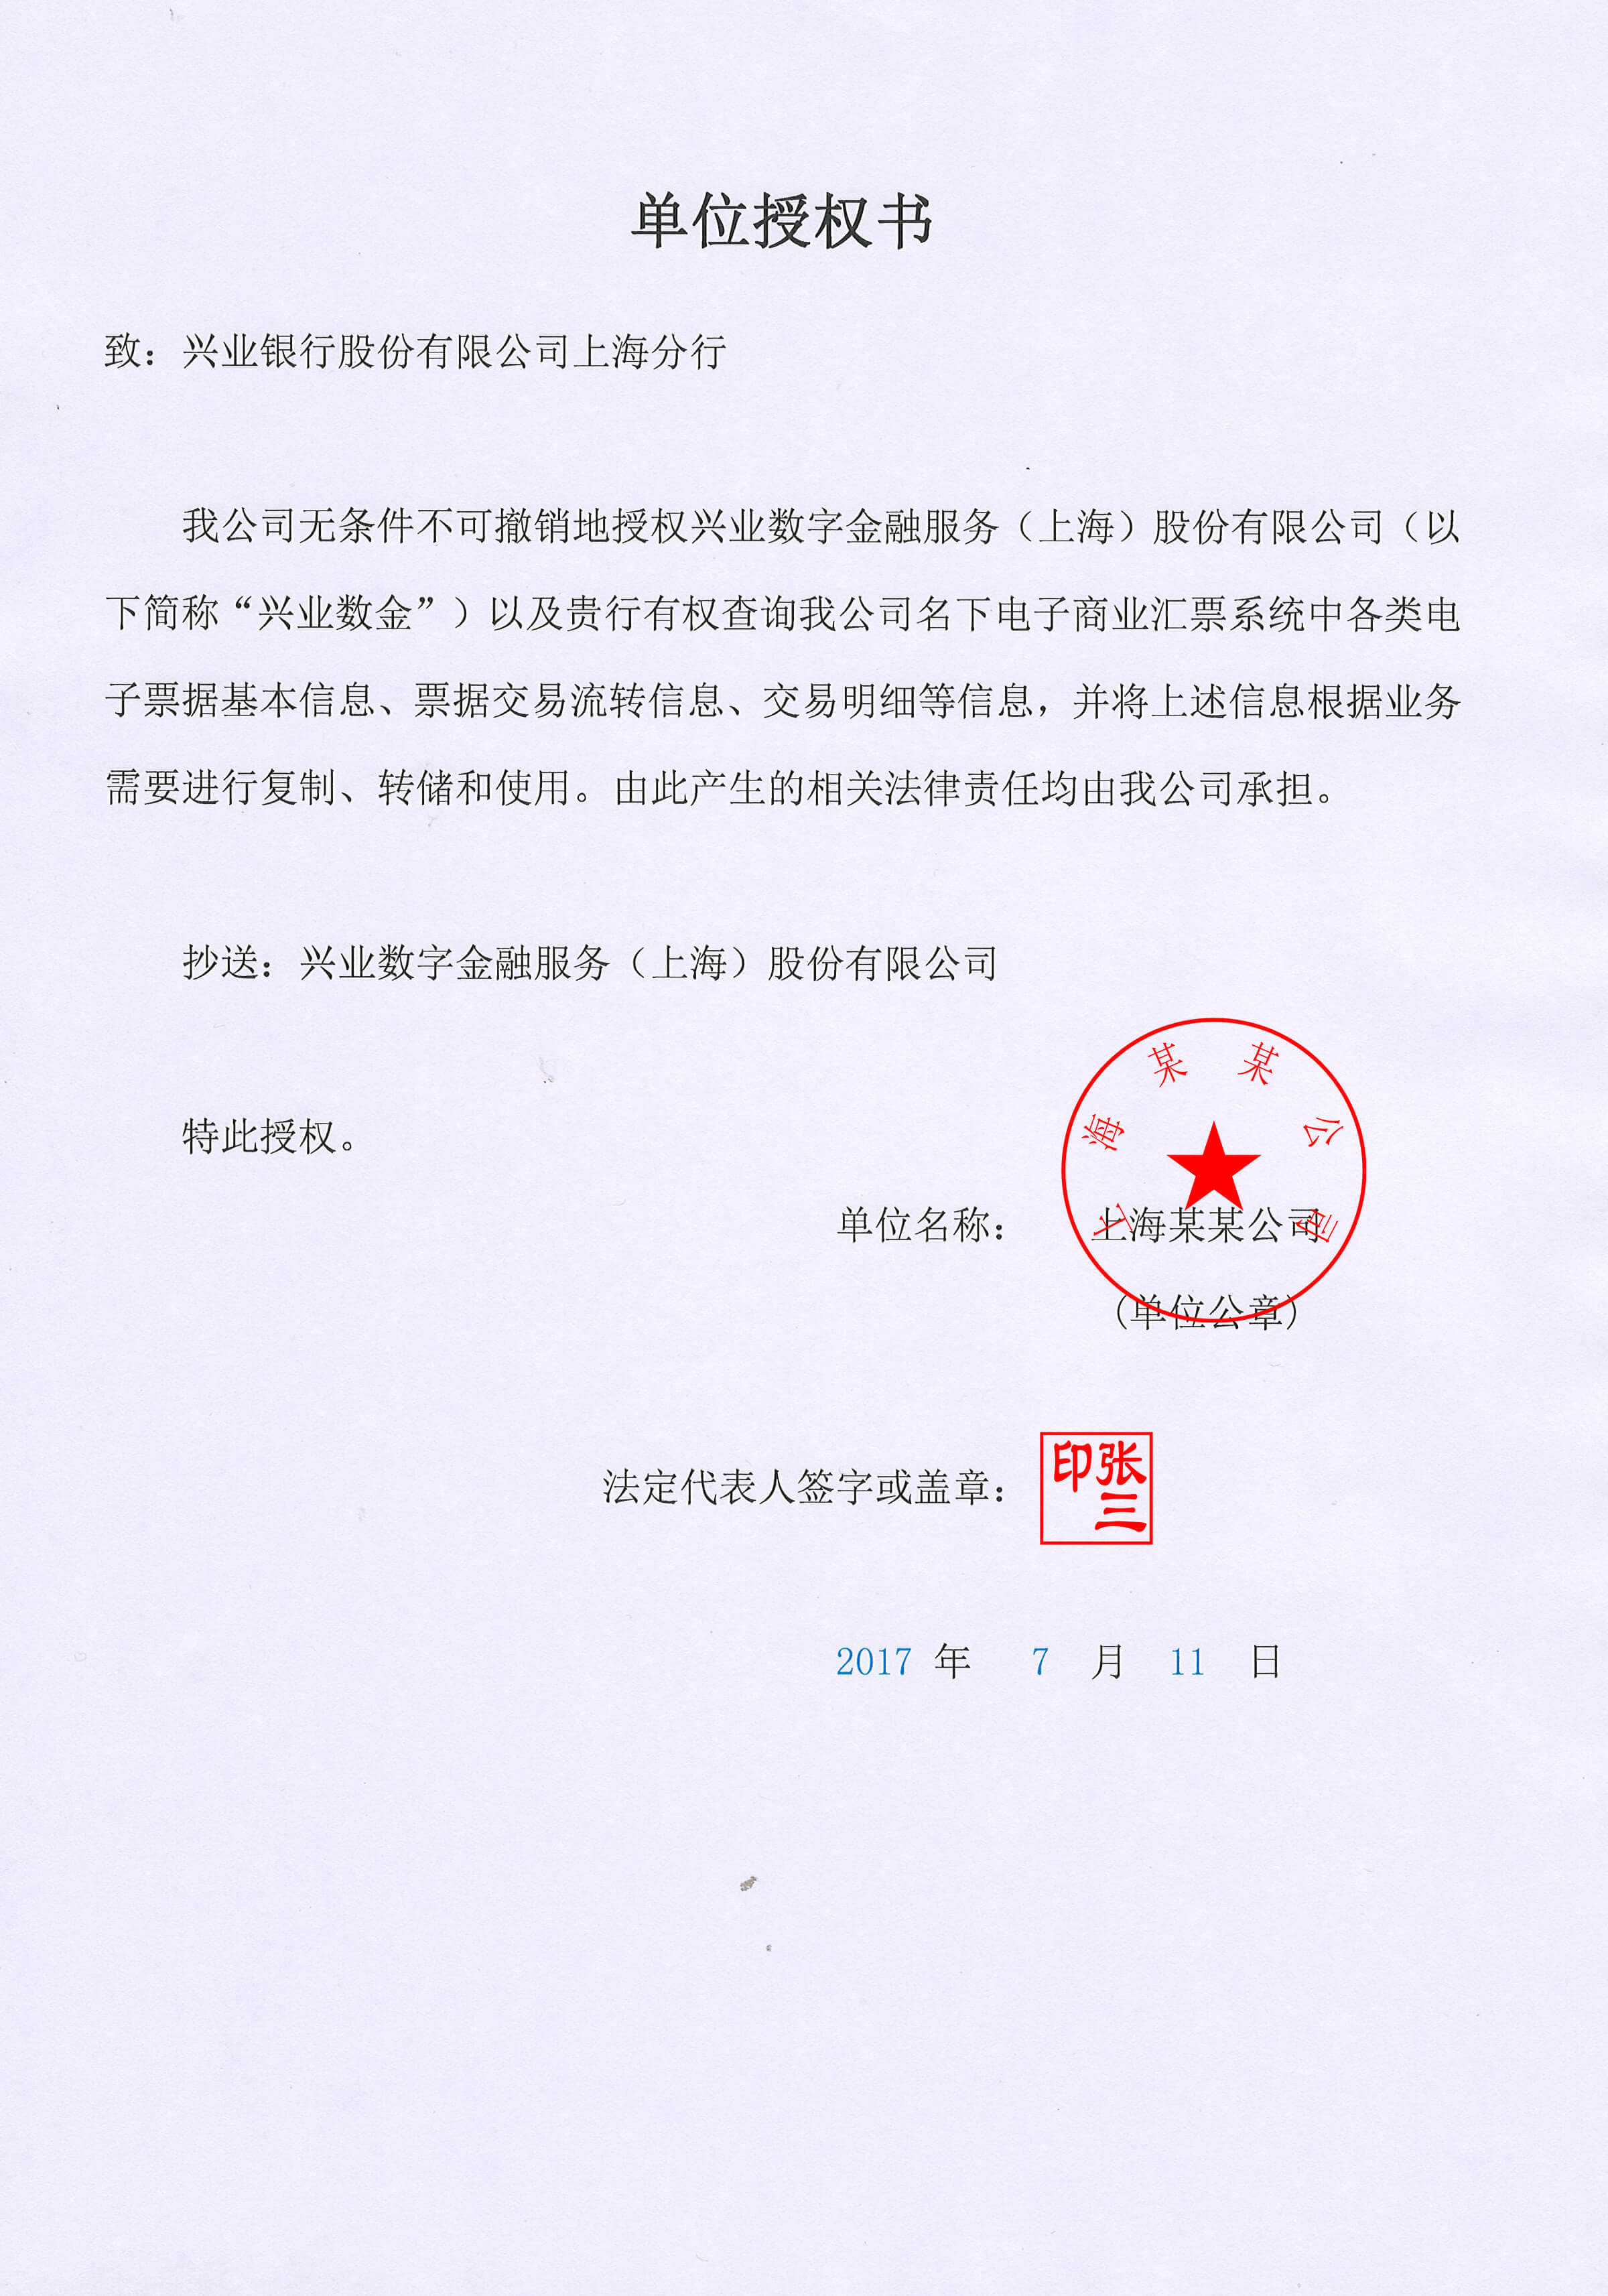 单位授权书
致：兴业银行股份有限公司上海分行
我公司无条件不可撤销地授权兴业数字金融服务（上海）股份有限公司（以
下简称“兴业数金”）以及贵行有权查询我公司名下电子商业汇票系统中各类电
子票据基本信息、票据交易流转信息、交易明细等信息，并将上述信息根据业务
需要进行复制、转储和使用。由此产生的相关法律责任均由我公司承担。
抄送：兴业数字金融服务（上海）股份有限公司
特此授权。
上海某某公司
单位名称： 上海某某公司
(单位公章)
法定代表人签字或盖章：
张三印
2017 年 7 月 11 日